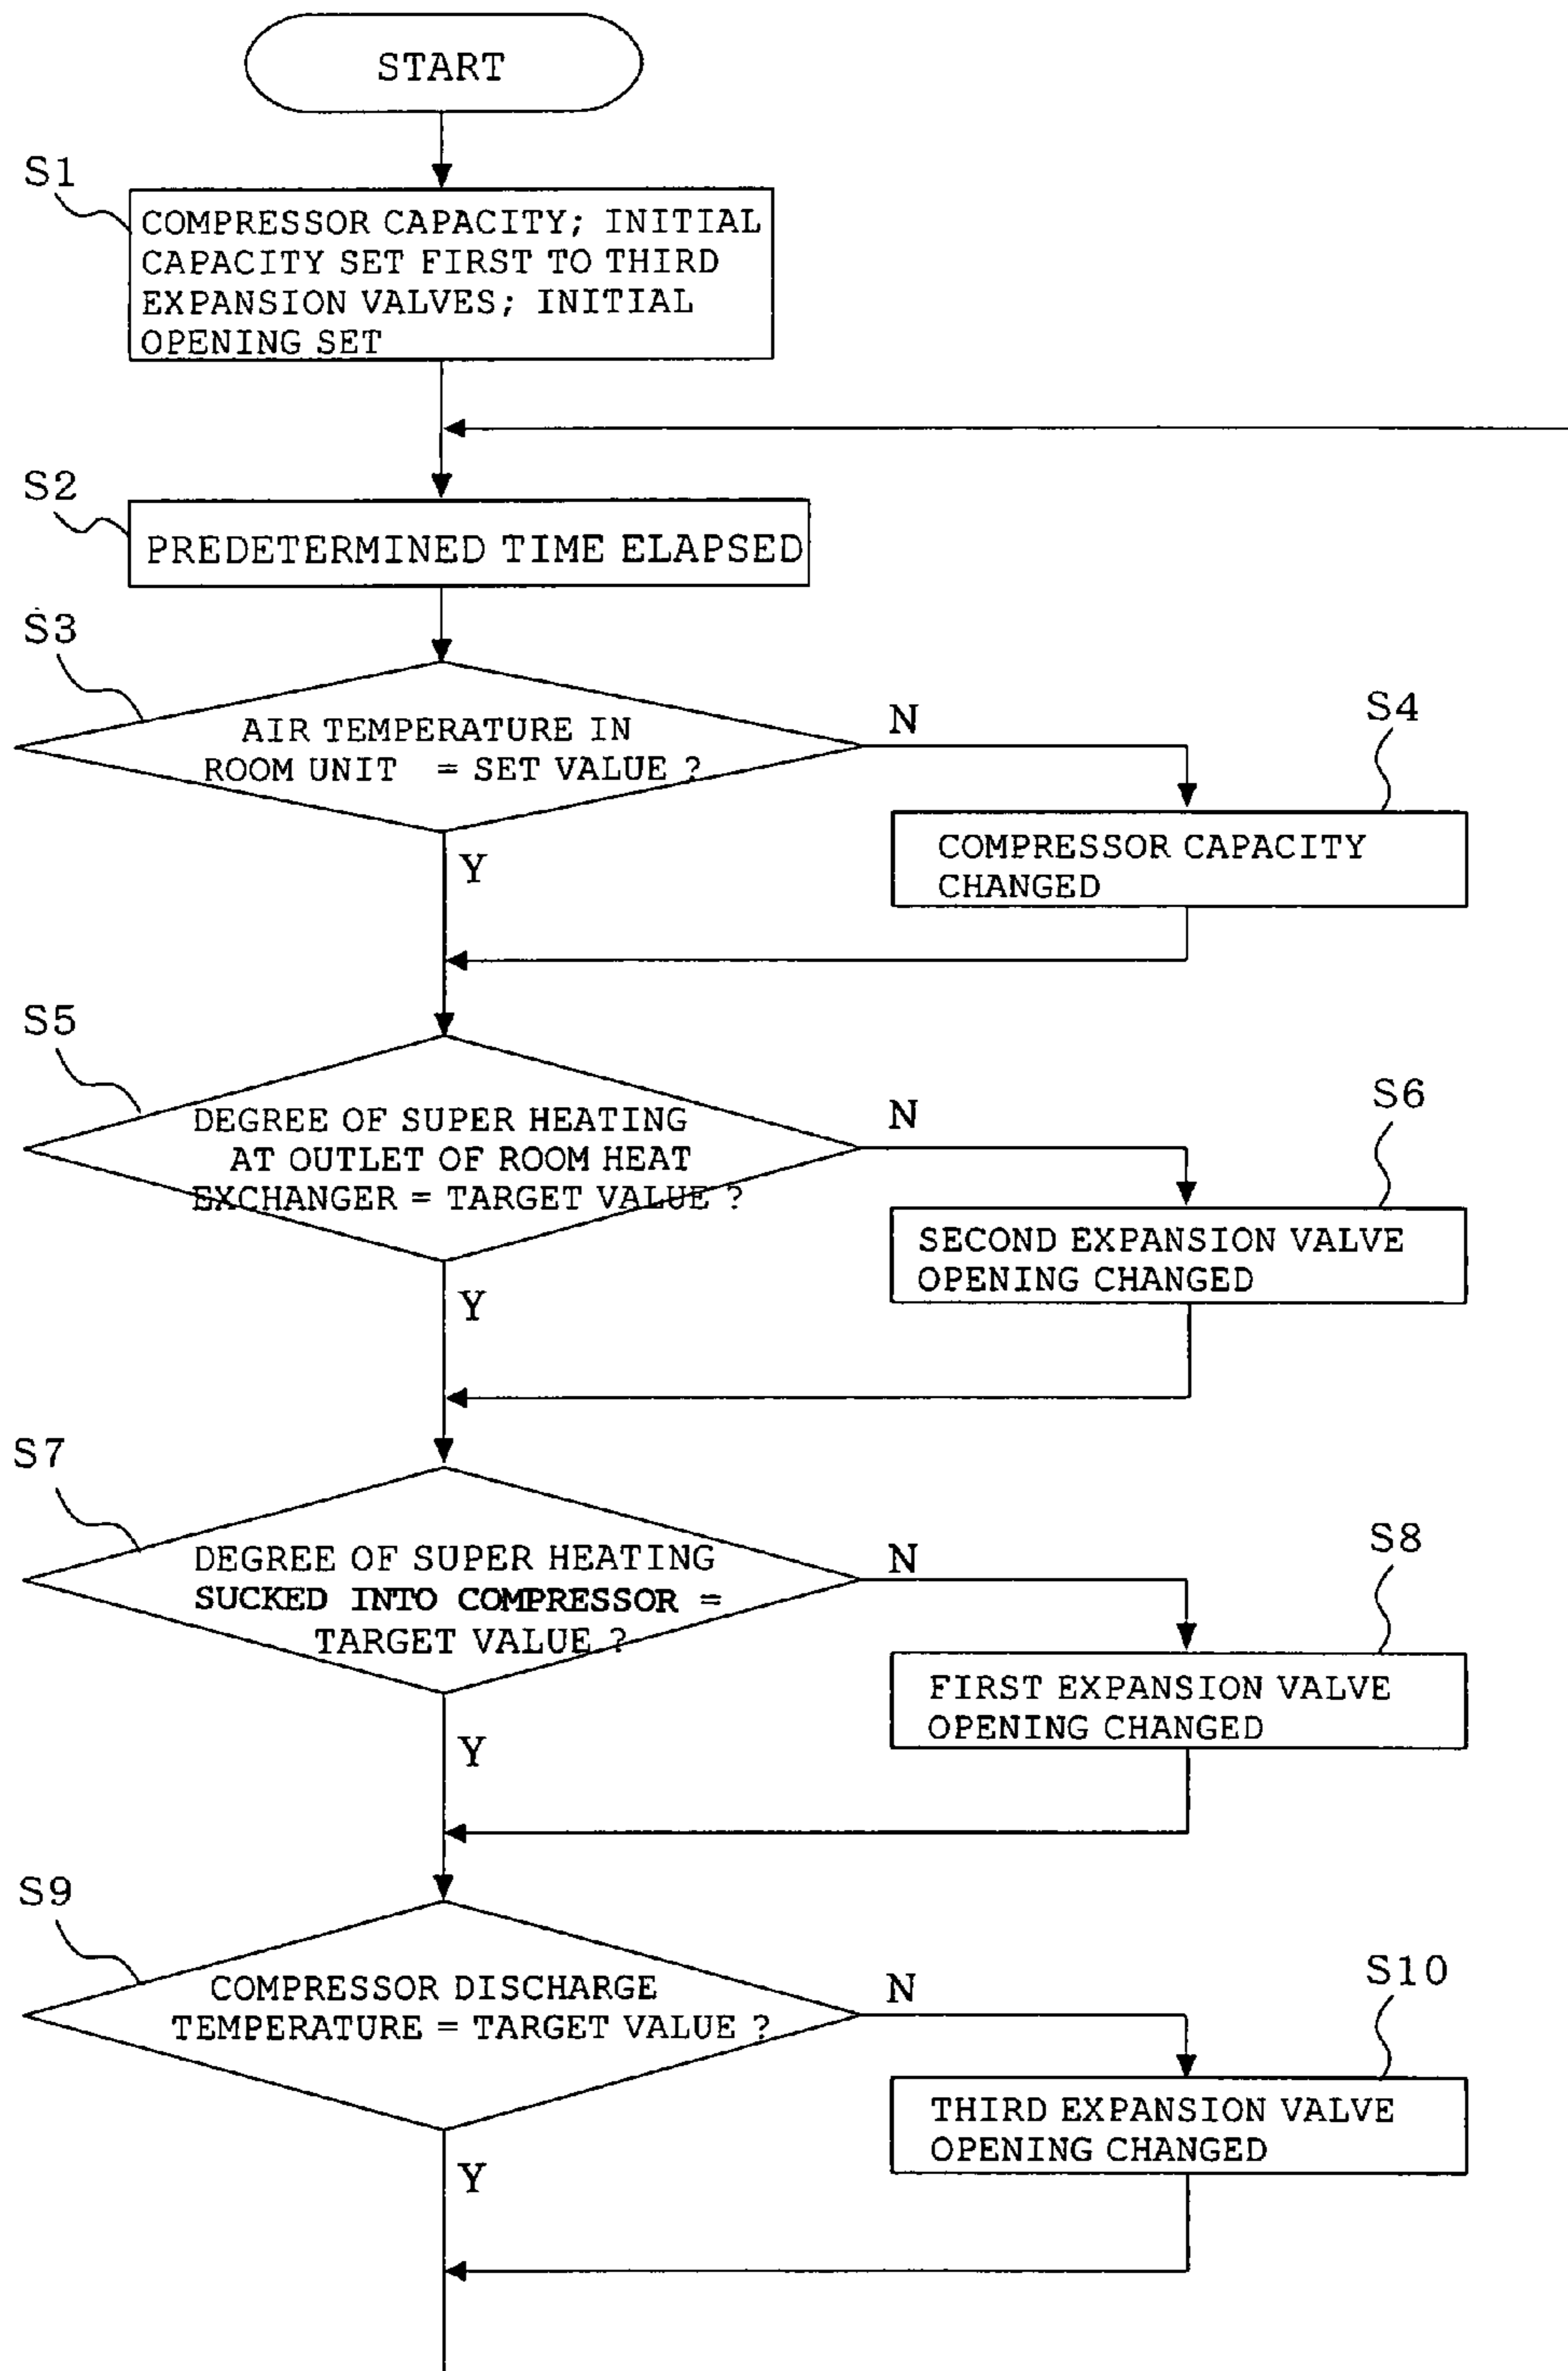 START
S1
COMPRESSOR CAPACITY; INITIAL
CAPACITY SET FIRST TO THIRD
EXPANSION VALVES; INITIAL
OPENING SET
S2
PREDETERMINED TIME ELAPSED
S3
AIR TEMPERATURE IN
ROOM UNIT = SET VALUE ?
N
Y
S4
COMPRESSOR CAPACITY
CHANGED
S5
DEGREE OF SUPER HEATING
AT OUTLET OF ROOM HEAT
EXCHANGER = TARGET VALUE ?
N
Y
S6
SECOND EXPANSION VALVE
OPENING CHANGED
S7
DEGREE OF SUPER HEATING
SUCKED INTO COMPRESSOR =
TARGET VALUE ?
N
Y
S8
FIRST EXPANSION VALVE
OPENING CHANGED
S9
COMPRESSOR DISCHARGE
TEMPERATURE = TARGET VALUE ?
N
Y
S10
THIRD EXPANSION VALVE
OPENING CHANGED